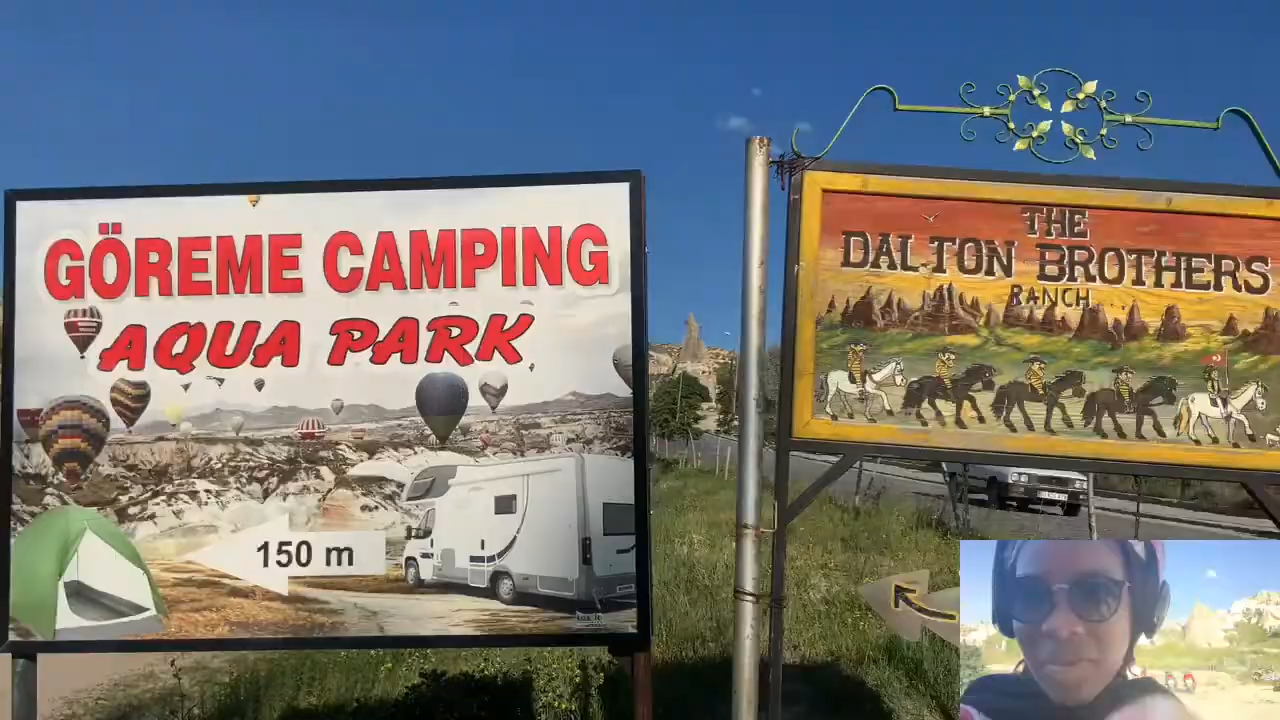 GÖREME CAMPING
AQUA PARK
150 m
THE
DALTON BROTHERS
RANCH